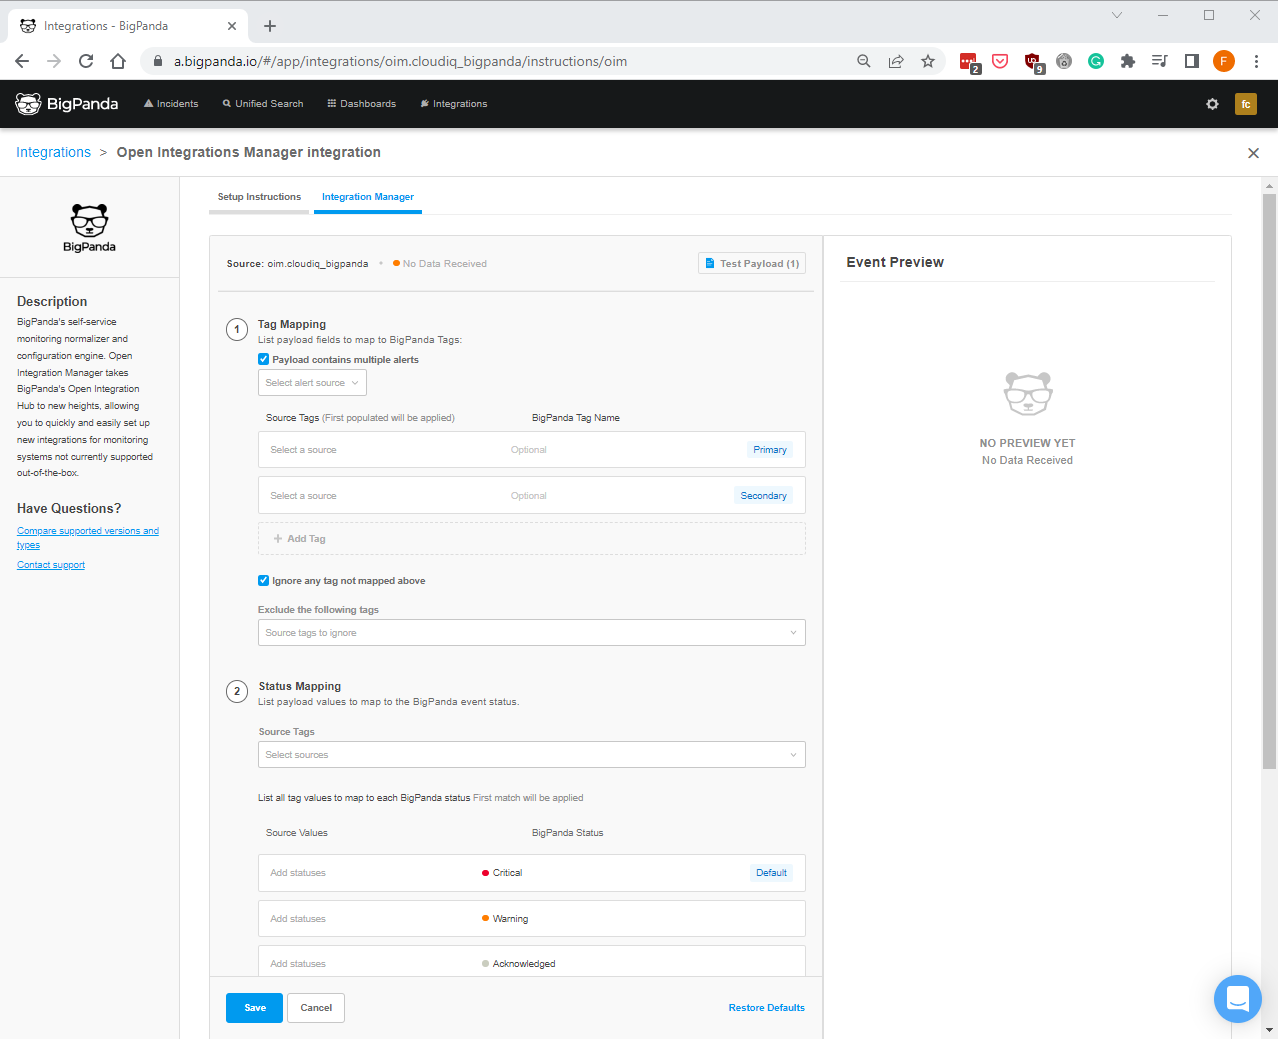 Integrations - BigPanda
a.bigpanda.io/#/app/integrations/oim.cloudiq_bigpanda/instructions/oim
2
9
F
BigPanda
Incidents
Unified Search
Dashboards
Integrations
fc
Integrations > Open Integrations Manager integration
BigPanda
Description
BigPanda's self-service
monitoring normalizer and
configuration engine. Open
Integration Manager takes
BigPanda's Open Integration
Hub to new heights, allowing
you to quickly and easily set up
new integrations for monitoring
systems not currently supported
out-of-the-box.
Have Questions?
Compare supported versions and
types
Contact support
Setup Instructions
Integration Manager
Source: oim.cloudiq_bigpanda • No Data Received
Test Payload (1)
1
Tag Mapping
List payload fields to map to BigPanda Tags:
Payload contains multiple alerts
Select alert source
Source Tags (First populated will be applied)
BigPanda Tag Name
Select a source
Optional
Primary
Select a source
Optional
Secondary
+ Add Tag
Ignore any tag not mapped above
Exclude the following tags
Source tags to ignore
2
Status Mapping
List payload values to map to the BigPanda event status.
Source Tags
Select sources
List all tag values to map to each BigPanda status First match will be applied
Source Values
BigPanda Status
Add statuses
Critical
Default
Add statuses
Warning
Add statuses
Acknowledged
Save
Cancel
Restore Defaults
Event Preview
NO PREVIEW YET
No Data Received